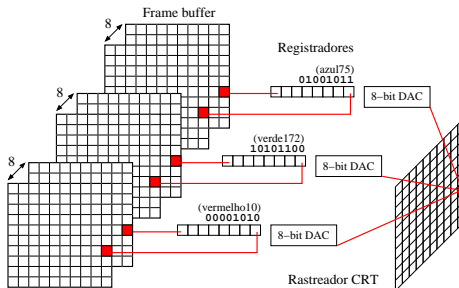 Frame buffer
8
Registradores
(azul75)
01001011
8-bit DAC
8
(verde172)
10101100
8-bit DAC
8
(vermelho10)
00001010
8-bit DAC
Rastreador CRT